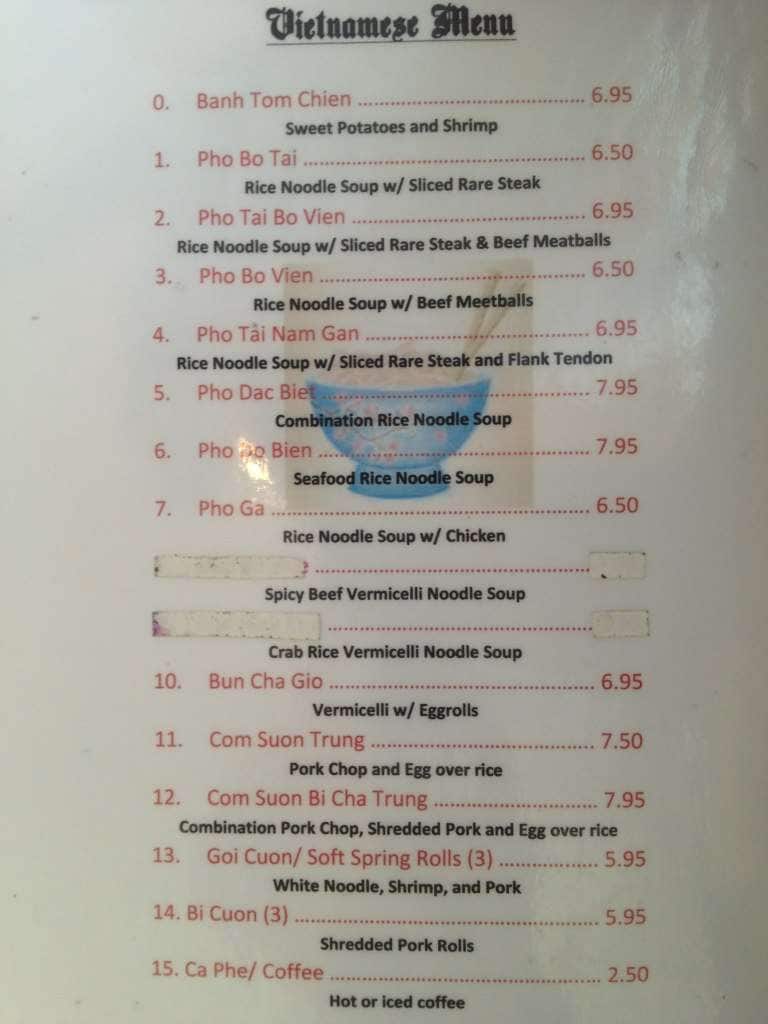 Vietnamese Menu
0. Banh Tom Chien ........................................ 6.95
Sweet Potatoes and Shrimp
1. Pho Bo Tai ........................................ 6.50
Rice Noodle Soup w/ Sliced Rare Steak
2. Pho Tai Bo Vien ........................................ 6.95
Rice Noodle Soup w/ Sliced Rare Steak & Beef Meatballs
3. Pho Bo Vien ........................................ 6.50
Rice Noodle Soup w/ Beef Meetballs
4. Pho Tài Nam Gan ........................................ 6.95
Rice Noodle Soup w/ Sliced Rare Steak and Flank Tendon
5. Pho Dac Biet ........................................ 7.95
Combination Rice Noodle Soup
6. Pho Bien ........................................ 7.95
Seafood Rice Noodle Soup
7. Pho Ga ........................................ 6.50
Rice Noodle Soup w/ Chicken
Spicy Beef Vermicelli Noodle Soup
Crab Rice Vermicelli Noodle Soup
10. Bun Cha Gio ........................................ 6.95
Vermicelli w/ Eggrolls
11. Com Suon Trung ........................................ 7.50
Pork Chop and Egg over rice
12. Com Suon Bi Cha Trung ............................. 7.95
Combination Pork Chop, Shredded Pork and Egg over rice
13. Goi Cuon/ Soft Spring Rolls (3) ................. 5.95
White Noodle, Shrimp, and Pork
14. Bi Cuon (3) ........................................ 5.95
Shredded Pork Rolls
15. Ca Phe/ Coffee ........................................ 2.50
Hot or iced coffee